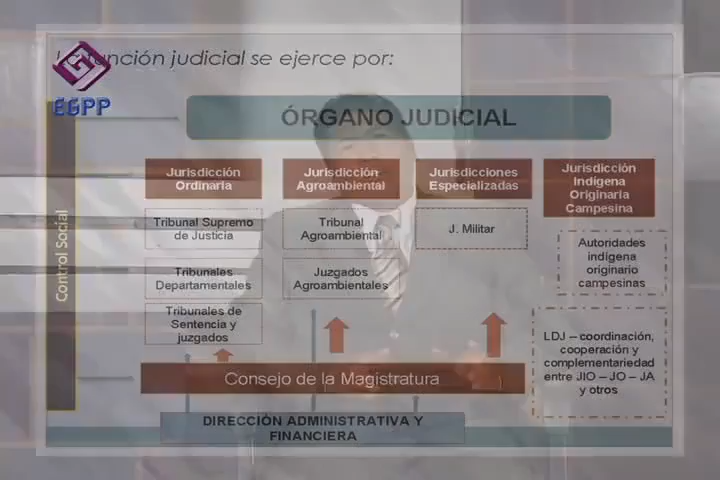 La función judicial se ejerce por:
EGPP
ÓRGANO JUDICIAL
Jurisdicción
Ordinaria
Jurisdicción
Agroambiental
Jurisdicciones
Especializadas
Jurisdicción
Indígena
Originaria
Campesina
Tribunal Supremo
de Justicia
Tribunal
Agroambiental
J. Militar
Autoridades
indígena
originario
campesinas
Tribunales
Departamentales
Juzgados
Agroambientales
Tribunales de
Sentencia y
juzgados
LDJ – coordinación,
cooperación y
complementariedad
entre JIO – JO – JA
y otros
Control Social
Consejo de la Magistratura
DIRECCIÓN ADMINISTRATIVA Y
FINANCIERA